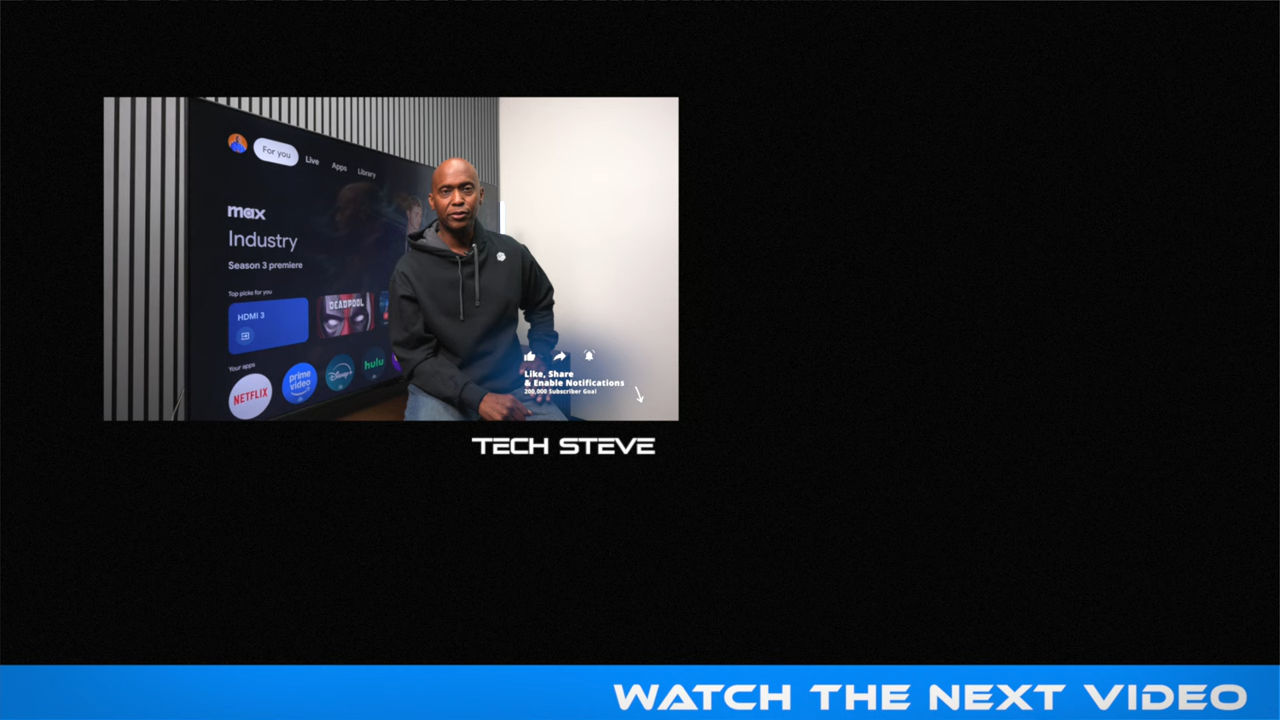 For you
Live
Apps
Library
max
Industry
Season 3 premiere
Top picks for you
HDMI 3
DEADPOOL
Your apps
NETFLIX
prime video
Disney+
hulu
Like, Share
& Enable Notifications
200,000 Subscriber Goal
TECH STEVE
WATCH THE NEXT VIDEO